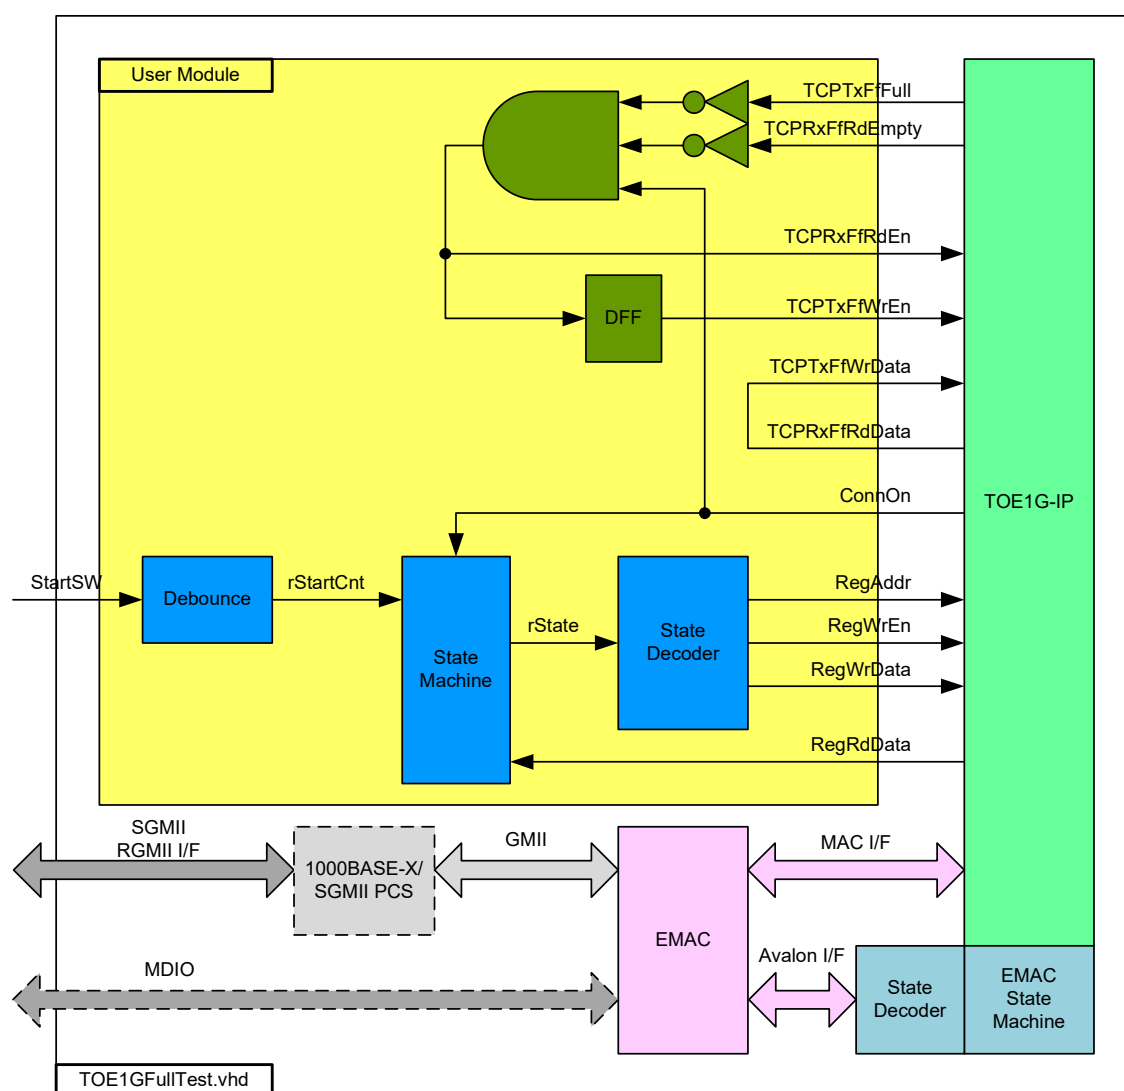 User Module
TCPTxFfFull
TCPRxFfRdEmpty
TCPRxFfRdEn
DFF
TCPTxFfWrEn
TCPTxFfWrData
TCPRxFfRdData
ConnOn
TOE1G-IP
StartSW
Debounce
rStartCnt
State
Machine
rState
State
Decoder
RegAddr
RegWrEn
RegWrData
RegRdData
SGMII
RGMII I/F
1000BASE-X/
SGMII PCS
GMII
EMAC
MAC I/F
MDIO
Avalon I/F
State
Decoder
EMAC
State
Machine
TOE1GFullTest.vhd